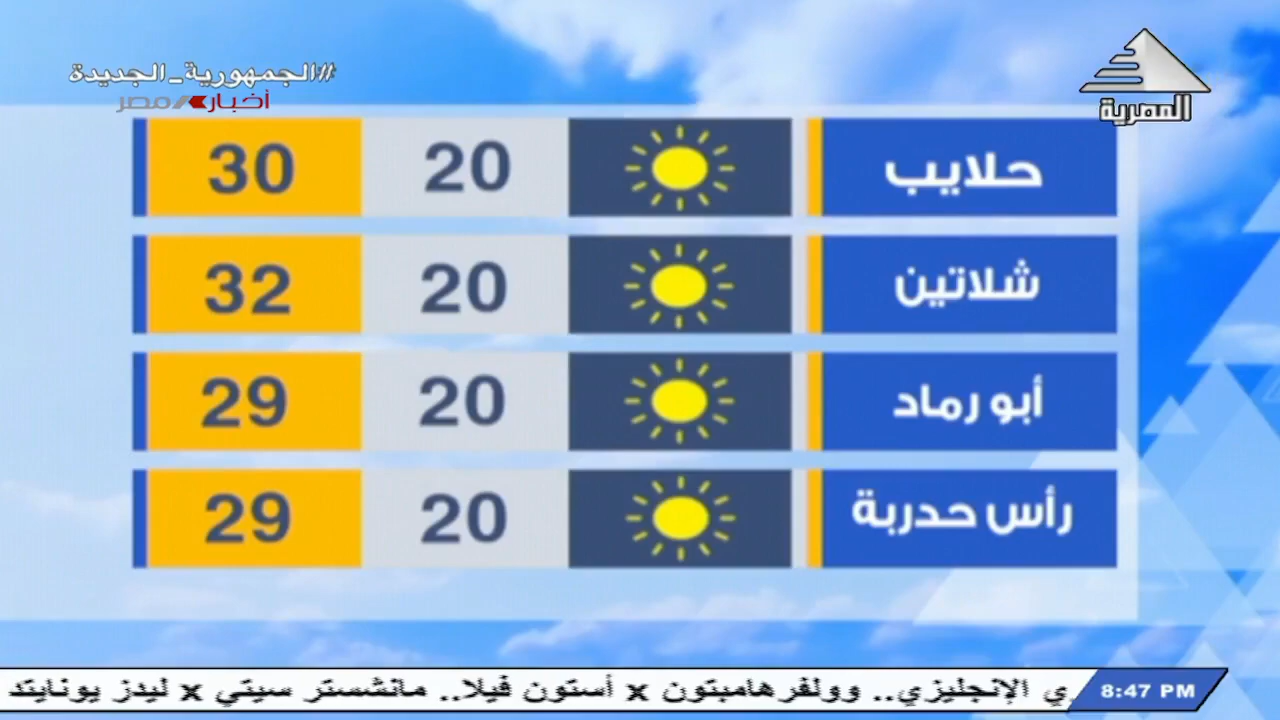 #الجمهورية_الجديدة
أخبار مصر
المصرية
حلايب 20 30
شلاتين 20 32
أبو رماد 20 29
رأس حدربة 20 29
8:47 PM
الإنجليزي.. وولفرهامبتون x أستون فيلا.. مانشستر سيتي x ليدز يونايتد